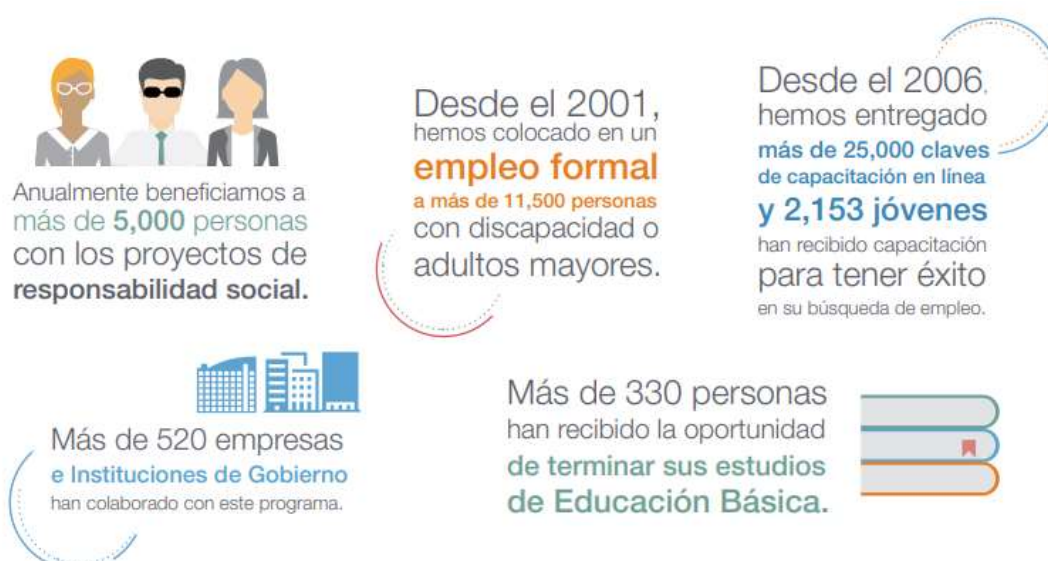 Anualmente beneficiamos a
más de 5,000 personas
con los proyectos de
responsabilidad social.
Desde el 2001,
hemos colocado en un
empleo formal
a más de 11,500 personas
con discapacidad o
adultos mayores.
Desde el 2006,
hemos entregado
más de 25,000 claves
de capacitación en línea
y 2,153 jóvenes
han recibido capacitación
para tener éxito
en su búsqueda de empleo.
Más de 520 empresas
e Instituciones de Gobierno
han colaborado con este programa.
Más de 330 personas
han recibido la oportunidad
de terminar sus estudios
de Educación Básica.